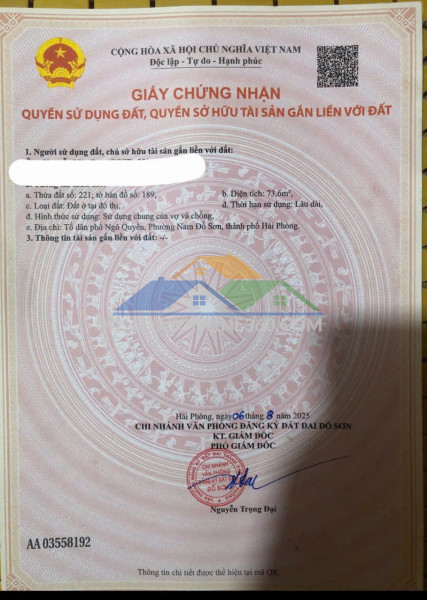 CỘNG HÒA XÃ HỘI CHỦ NGHĨA VIỆT NAM
Độc lập - Tự do - Hạnh phúc
GIẤY CHỨNG NHẬN
QUYỀN SỬ DỤNG ĐẤT, QUYỀN SỞ HỮU TÀI SẢN GẮN LIỀN VỚI ĐẤT
1. Người sử dụng đất, chủ sở hữu tài sản gắn liền với đất:
a. Thửa đất số: 221; tờ bản đồ số: 189, b. Diện tích: 73,6m²,
c. Loại đất: Đất ở tại đô thị, d. Thời hạn sử dụng: Lâu dài,
đ. Hình thức sử dụng: Sử dụng chung của vợ và chồng,
e. Địa chỉ: Tổ dân phố Ngô Quyền, Phường Nam Đồ Sơn, thành phố Hải Phòng.
3. Thông tin tài sản gắn liền với đất: -/-
Hải Phòng, ngày 06 tháng 8 năm 2025
CHI NHÁNH VĂN PHÒNG ĐĂNG KÝ ĐẤT ĐAI ĐỒ SƠN
KT. GIÁM ĐỐC
PHÓ GIÁM ĐỐC
CHI NHÁNH
VĂN PHÒNG
ĐỒ SƠN
Nguyễn Trọng Đại
AA 03558192
Thông tin chi tiết được thể hiện tại mã QR